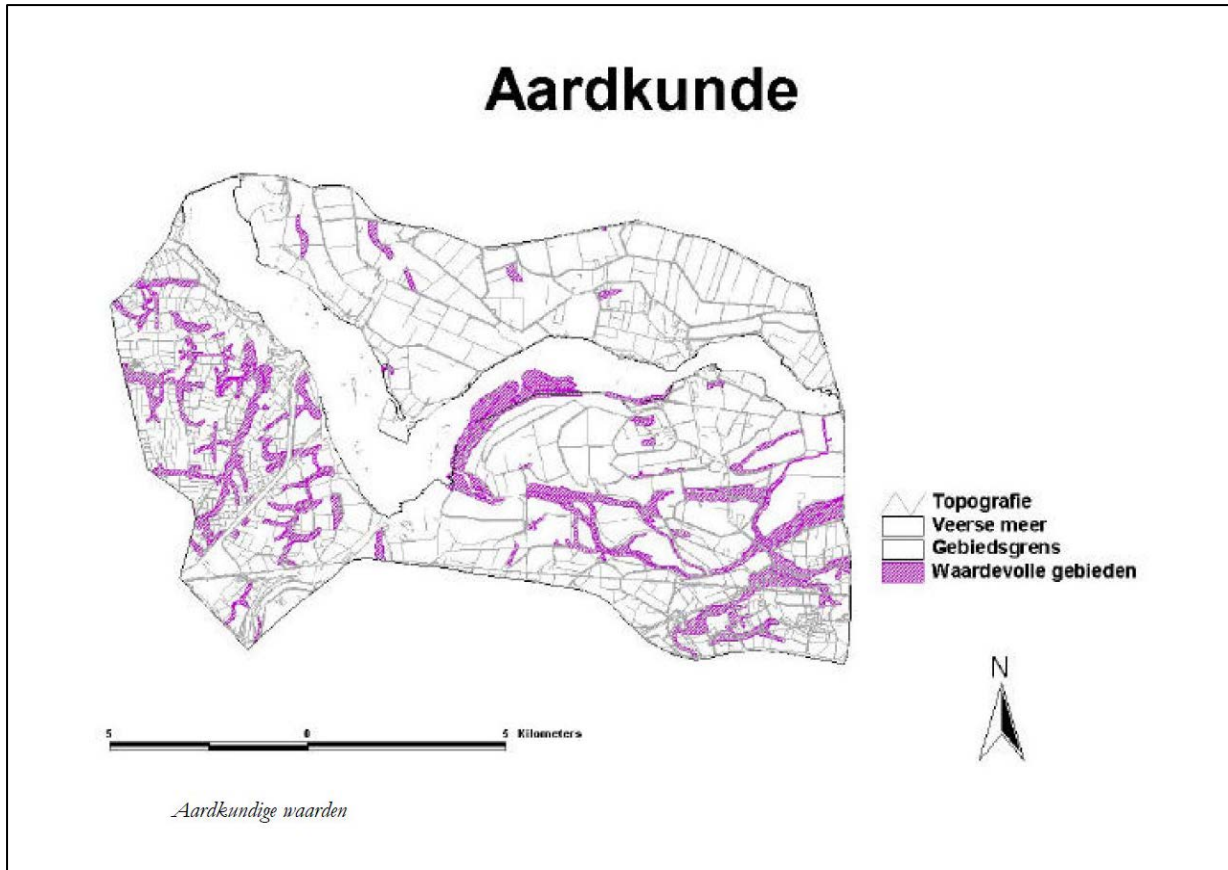 Aardkunde
Topografie
Veerse meer
Gebiedsgrens
Waardevolle gebieden
N
5 0 5 Kilometers
Aardkundige waarden